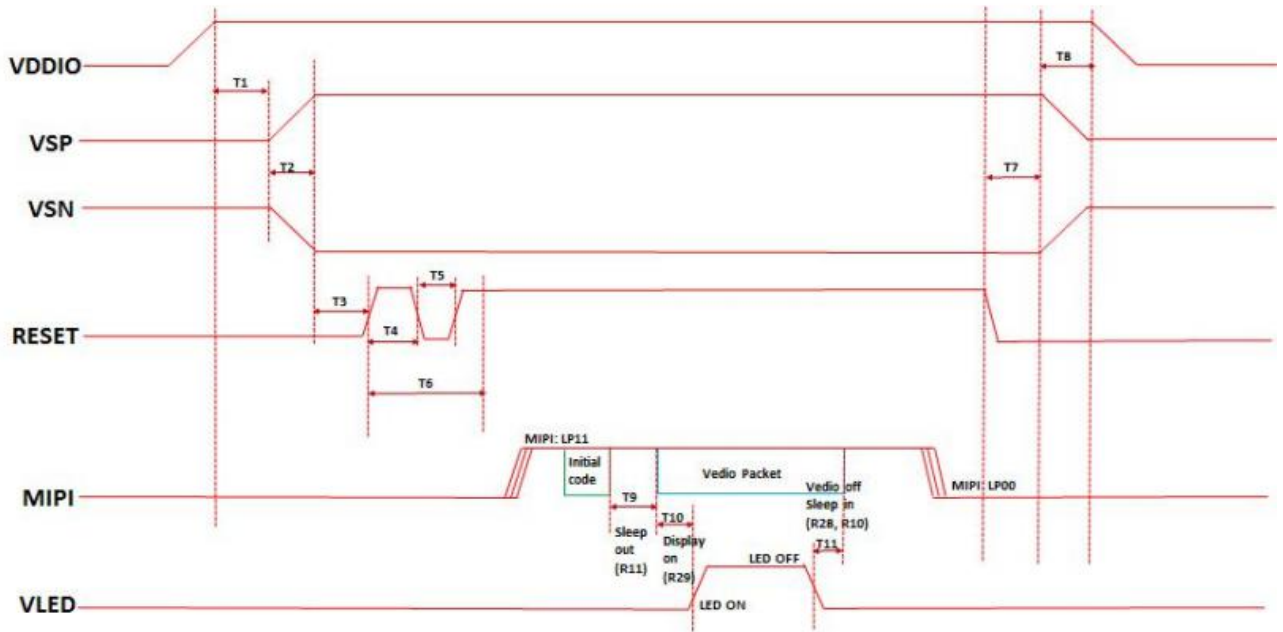 VDDIO
T8
T1
VSP
T2
T7
VSN
T5
T3
RESET
T4
T6
MIPI: LP11
Initial
code
Vedio Packet
MIPI
T9
Vedio off
Sleep in
(R28, R10)
MIPI: LP00
T10
T11
Sleep
out
(R11)
Display
on
(R29)
LED OFF
VLED
LED ON